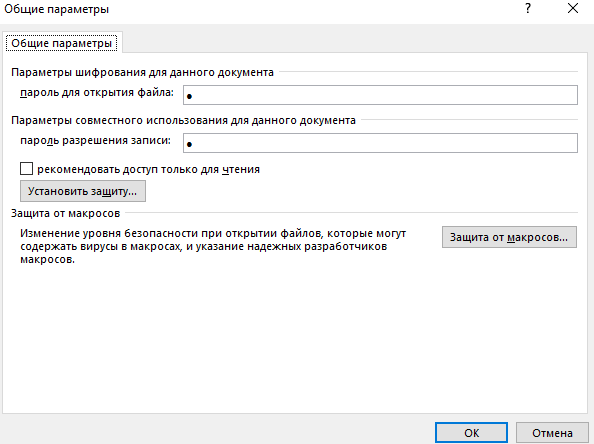 Общие параметры
Общие параметры
Параметры шифрования для данного документа
пароль для открытия файла:
Параметры совместного использования для данного документа
пароль разрешения записи:
рекомендовать доступ только для чтения
Установить защиту...
Защита от макросов
Изменение уровня безопасности при открытии файлов, которые могут
содержать вирусы в макросах, и указание надежных разработчиков
макросов.
Защита от макросов...
ОК
Отмена